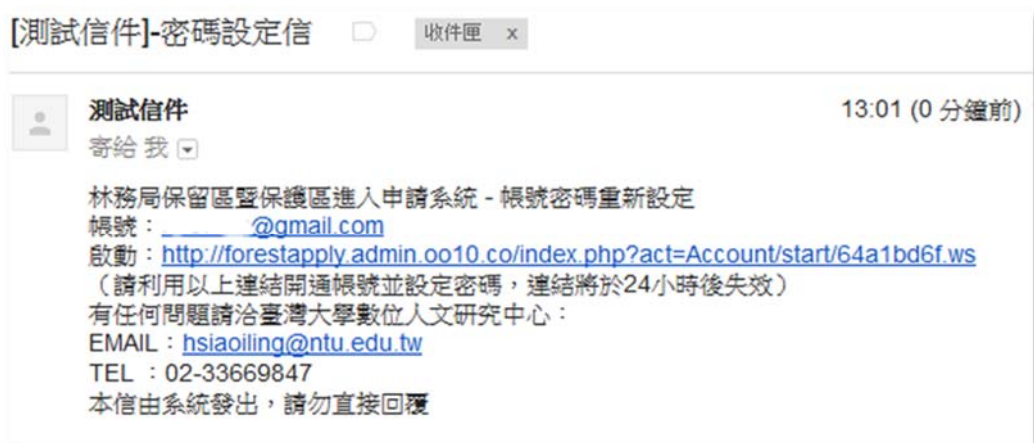 [測試信件]-密碼設定信 收件匣 x
測試信件 13:01 (0 分鐘前)
寄給 我
林務局保留區暨保護區進入申請系統 - 帳號密碼重新設定
帳號：@gmail.com
啟動：http://forestapply.admin.oo10.co/index.php?act=Account/start/64a1bd6f.ws
（請利用以上連結開通帳號並設定密碼，連結將於24小時後失效）
有任何問題請洽臺灣大學數位人文研究中心：
EMAIL：hsiaoiling@ntu.edu.tw
TEL ：02-33669847
本信由系統發出，請勿直接回覆